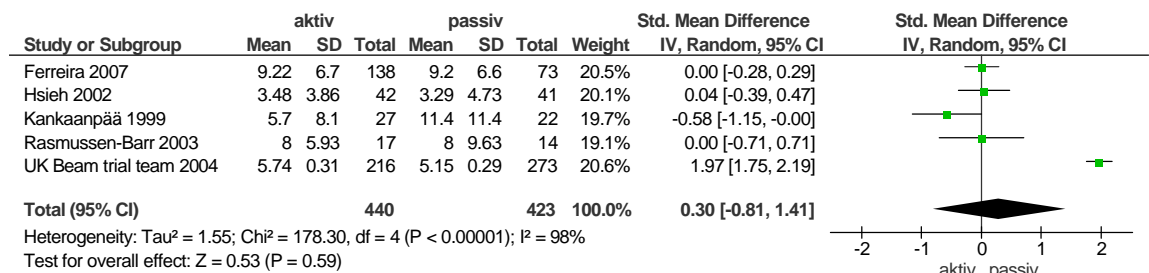 aktiv passiv Std. Mean Difference Std. Mean Difference
Study or Subgroup Mean SD Total Mean SD Total Weight IV, Random, 95% CI IV, Random, 95% CI
Ferreira 2007 9.22 6.7 138 9.2 6.6 73 20.5% 0.00 [-0.28, 0.29]
Hsieh 2002 3.48 3.86 42 3.29 4.73 41 20.1% 0.04 [-0.39, 0.47]
Kankaanpää 1999 5.7 8.1 27 11.4 11.4 22 19.7% -0.58 [-1.15, -0.00]
Rasmussen-Barr 2003 8 5.93 17 8 9.63 14 19.0% 0.00 [-0.71, 0.71]
UK Beam trial team 2004 5.74 0.31 216 5.15 0.29 273 20.6% 1.97 [1.75, 2.19]
Total (95% CI) 440 423 100.0% 0.30 [-0.81, 1.41]
Heterogeneity: Tau² = 1.55; Chi² = 178.30, df = 4 (P < 0.00001); I² = 98%
Test for overall effect: Z = 0.53 (P = 0.59)
-2 -1 0 1 2
aktiv passiv